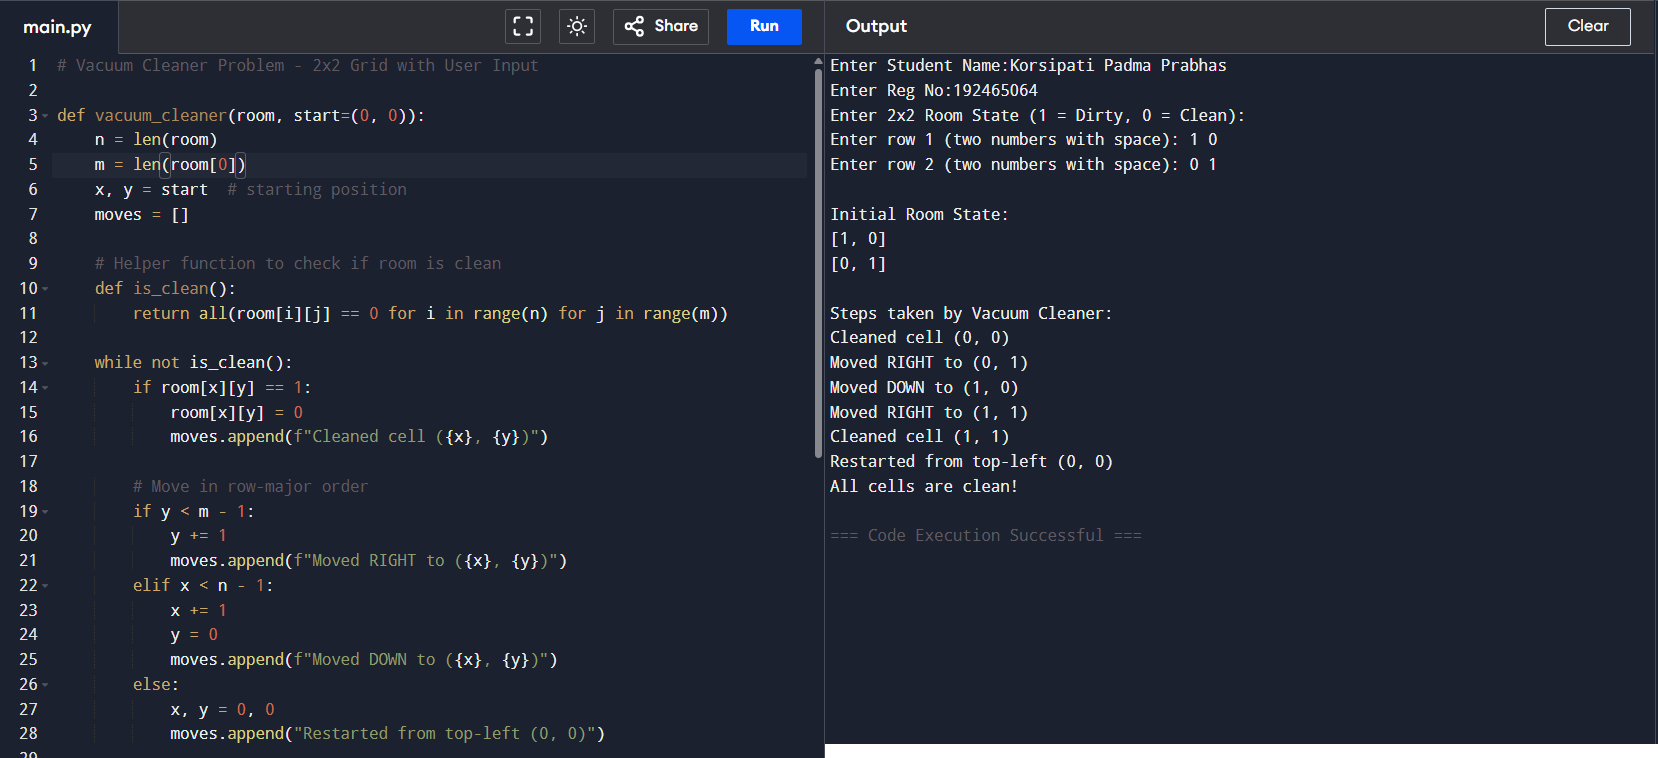 main.py
Share
Run
Output
Clear
1 # Vacuum Cleaner Problem - 2x2 Grid with User Input
2
3 def vacuum_cleaner(room, start=(0, 0)):
4     n = len(room)
5     m = len(room[0])
6     x, y = start  # starting position
7     moves = []
8
9     # Helper function to check if room is clean
10     def is_clean():
11         return all(room[i][j] == 0 for i in range(n) for j in range(m))
12
13     while not is_clean():
14         if room[x][y] == 1:
15             room[x][y] = 0
16             moves.append(f"Cleaned cell ({x}, {y})")
17
18         # Move in row-major order
19         if y < m - 1:
20             y += 1
21             moves.append(f"Moved RIGHT to ({x}, {y})")
22         elif x < n - 1:
23             x += 1
24             y = 0
25             moves.append(f"Moved DOWN to ({x}, {y})")
26         else:
27             x, y = 0, 0
28             moves.append("Restarted from top-left (0, 0)")
29
Enter Student Name:Korsipati Padma Prabhas
Enter Reg No:192465064
Enter 2x2 Room State (1 = Dirty, 0 = Clean):
Enter row 1 (two numbers with space): 1 0
Enter row 2 (two numbers with space): 0 1
Initial Room State:
[1, 0]
[0, 1]
Steps taken by Vacuum Cleaner:
Cleaned cell (0, 0)
Moved RIGHT to (0, 1)
Moved DOWN to (1, 0)
Moved RIGHT to (1, 1)
Cleaned cell (1, 1)
Restarted from top-left (0, 0)
All cells are clean!
=== Code Execution Successful ===